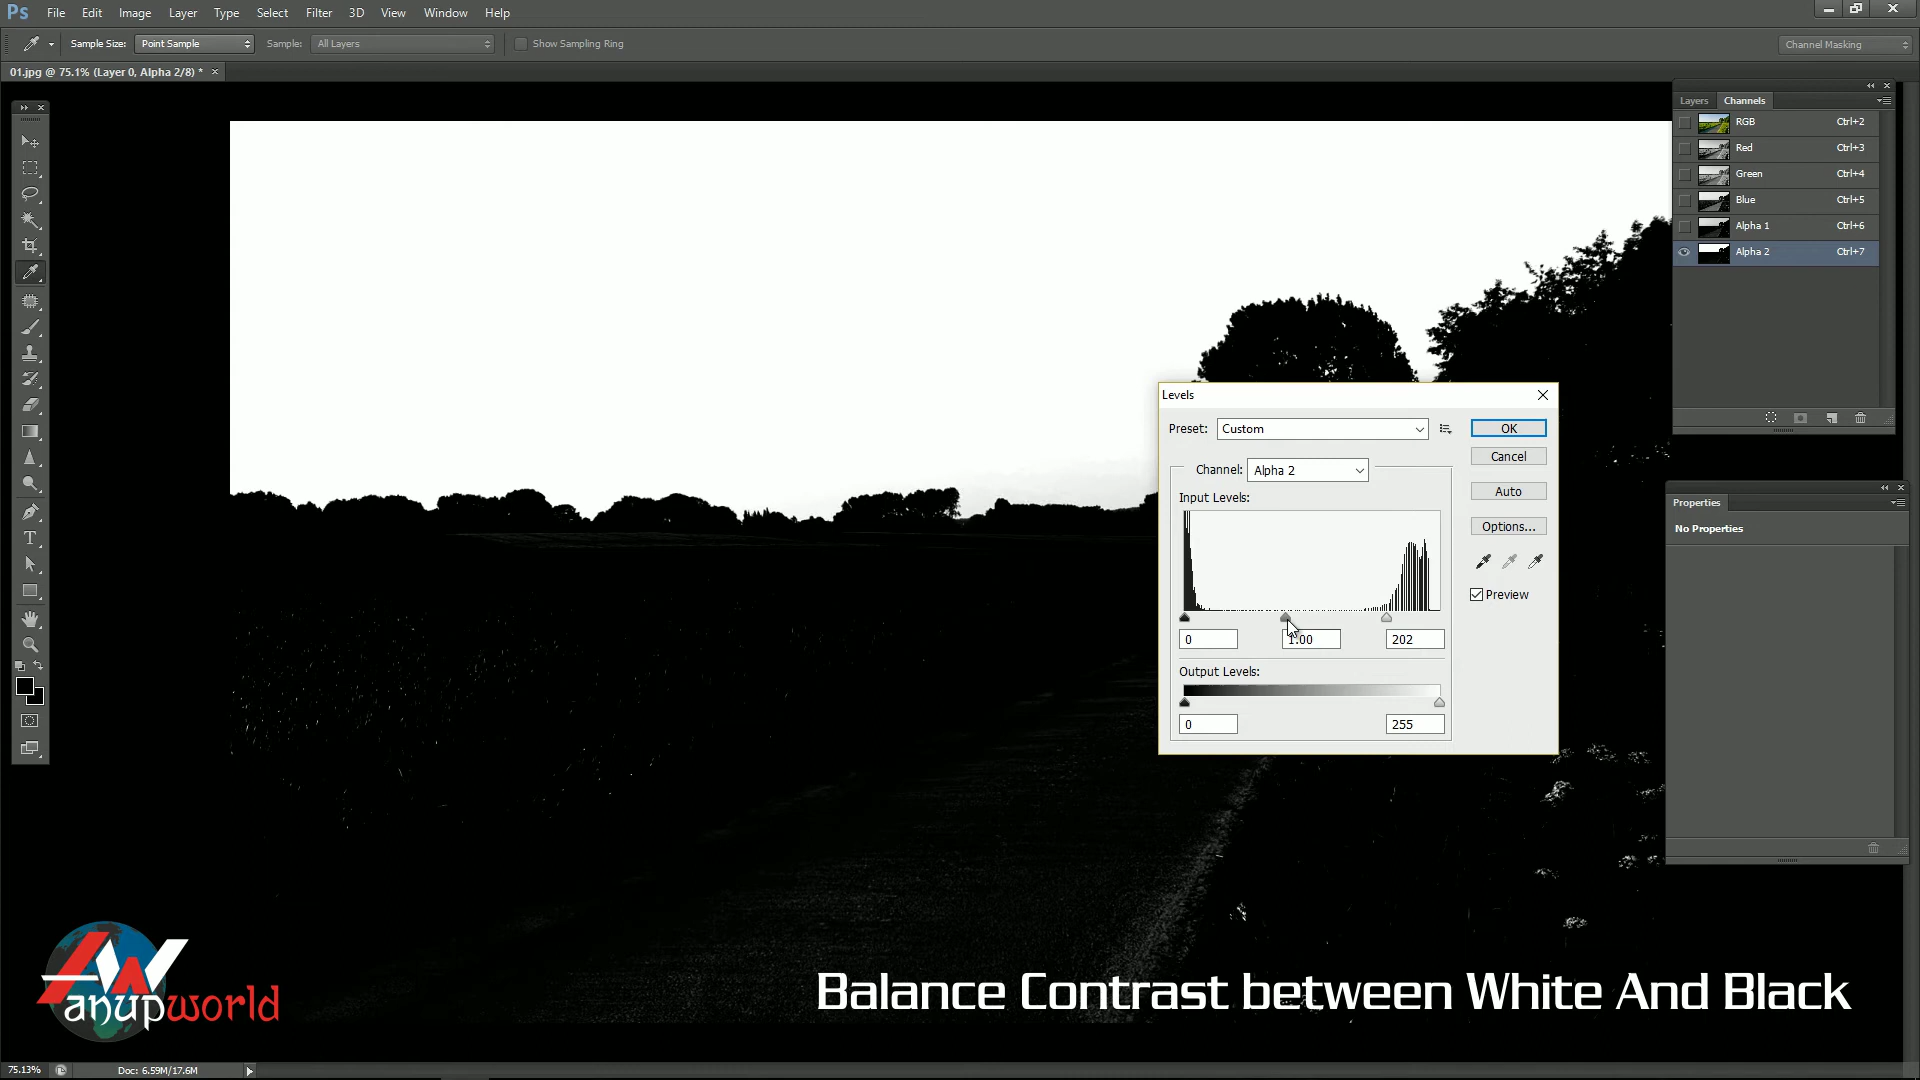 Ps File Edit Image Layer Type Select Filter 3D View Window Help
Sample Size: Point Sample Sample: All Layers Show Sampling Ring Channel Masking
01.jpg @ 75.1% (Layer 0, Alpha 2/8) * ×
Layers Channels
RGB Ctrl+2
Red Ctrl+3
Green Ctrl+4
Blue Ctrl+5
Alpha 1 Ctrl+6
Alpha 2 Ctrl+7
Levels
Preset: Custom OK
Cancel
Channel: Alpha 2
Auto
Input Levels:
Options...
Preview
0 1.00 202
Output Levels:
0 255
Properties
No Properties
T
AW
anupworld
Balance Contrast between White And Black
75.13% Doc: 6.59M/17.6M